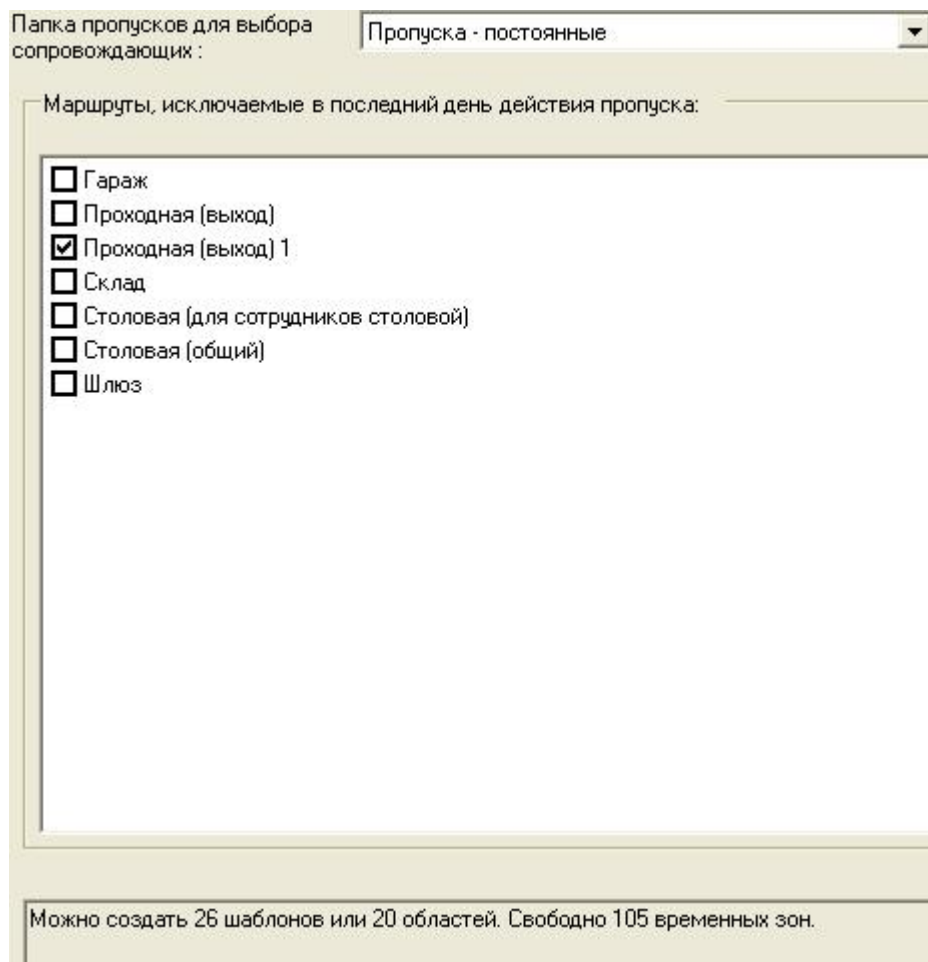 Папка пропусков для выбора
сопровождающих :
Пропуска - постоянные
Маршруты, исключаемые в последний день действия пропуска:
Гараж
Проходная (выход)
Проходная (выход) 1
Склад
Столовая (для сотрудников столовой)
Столовая (общий)
Шлюз
Можно создать 26 шаблонов или 20 областей. Свободно 105 временных зон.